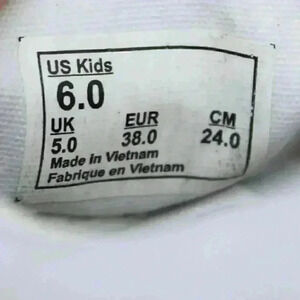 US Kids
6.0
UK EUR CM
5.0 38.0 24.0
Made in Vietnam
Fabrique en Vietnam